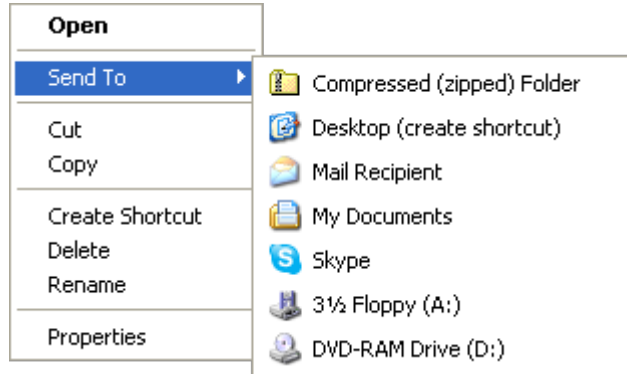 Open
Send To
Cut
Copy
Create Shortcut
Delete
Rename
Properties
Compressed (zipped) Folder
Desktop (create shortcut)
Mail Recipient
My Documents
Skype
3½ Floppy (A:)
DVD-RAM Drive (D:)